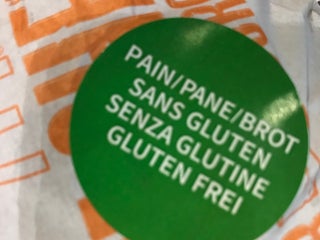 PAIN/PANE/BROT
SANS GLUTEN
SENZA GLUTINE
GLUTEN FREI